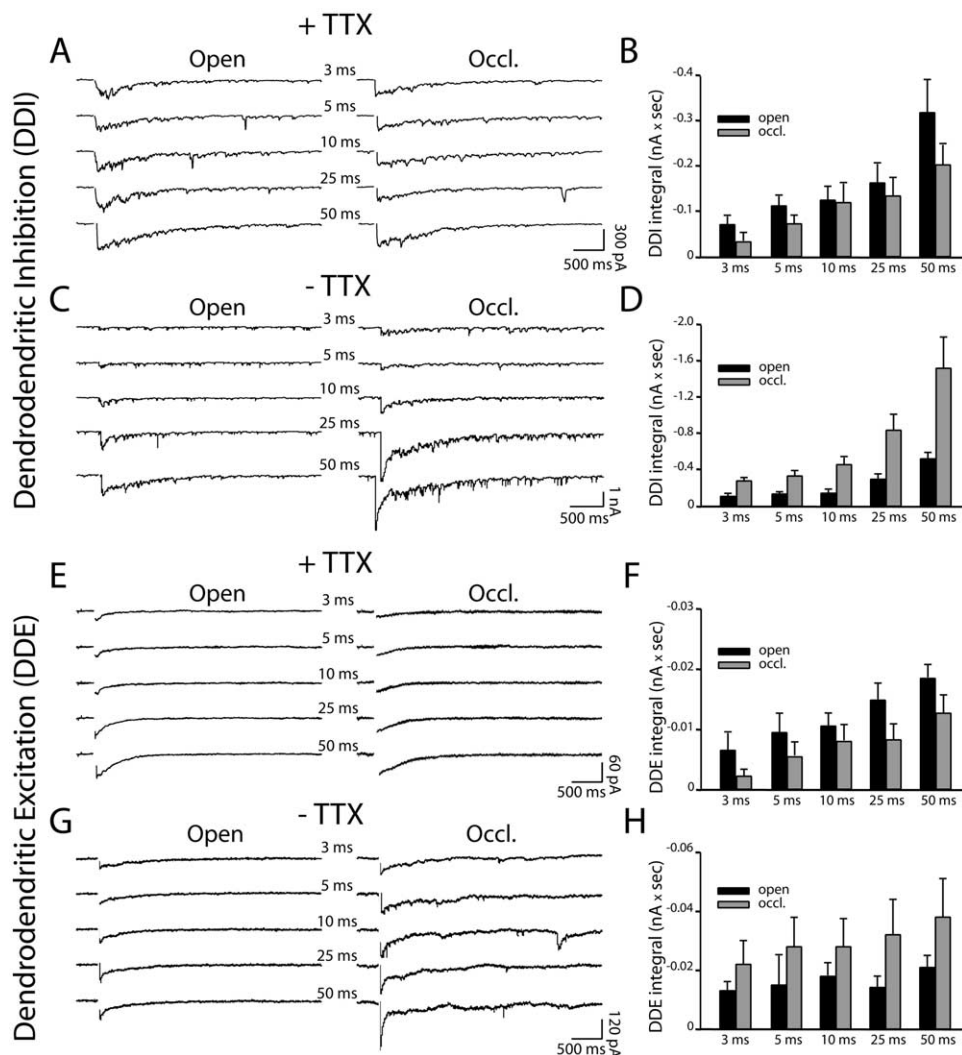 Dendrodendritic Inhibition (DDI)
+ TTX
A
Open
Occl.
3 ms
5 ms
10 ms
25 ms
50 ms
300 pA
500 ms
B
DDI integral (nA x sec)
-0.4
-0.3
-0.2
-0.1
0
open
occl.
3 ms 5 ms 10 ms 25 ms 50 ms
- TTX
C
Open
Occl.
3 ms
5 ms
10 ms
25 ms
50 ms
1 nA
500 ms
D
DDI integral (nA x sec)
-2.0
-1.6
-1.2
-0.8
-0.4
0
open
occl.
3 ms 5 ms 10 ms 25 ms 50 ms
Dendrodendritic Excitation (DDE)
+ TTX
E
Open
Occl.
3 ms
5 ms
10 ms
25 ms
50 ms
60 pA
500 ms
F
DDE integral (nA x sec)
-0.03
-0.02
-0.01
0
open
occl.
3 ms 5 ms 10 ms 25 ms 50 ms
- TTX
G
Open
Occl.
3 ms
5 ms
10 ms
25 ms
50 ms
120 pA
500 ms
H
DDE integral (nA x sec)
-0.06
-0.04
-0.02
0
open
occl.
3 ms 5 ms 10 ms 25 ms 50 ms